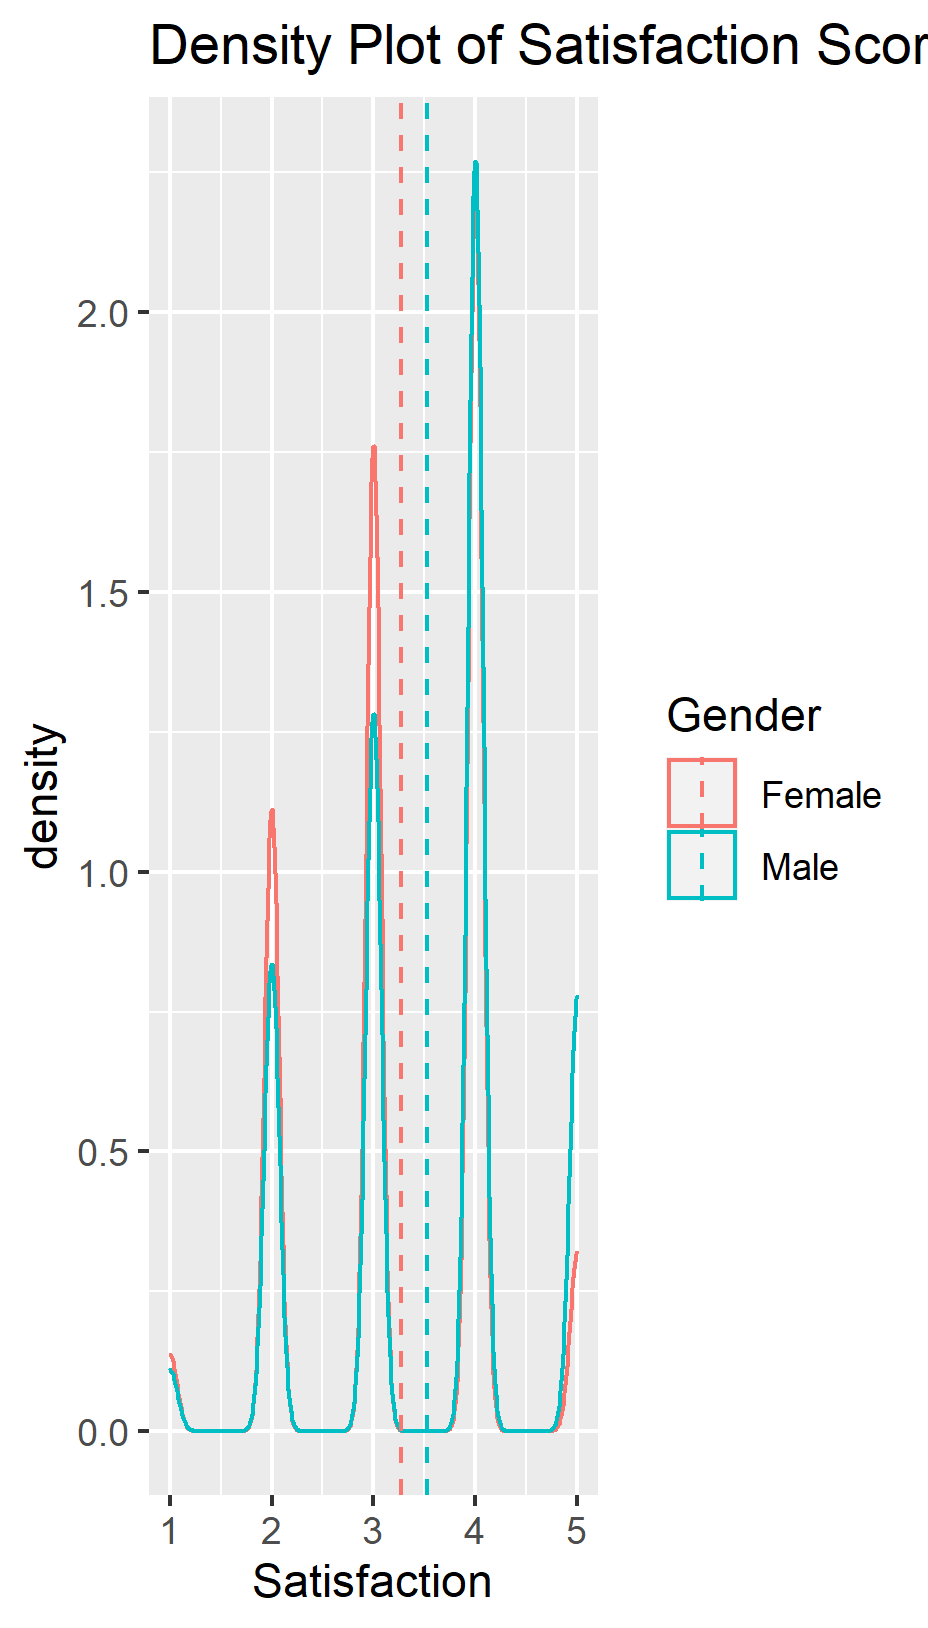 Density Plot of Satisfaction Scor
2.0
1.5
1.0
0.5
0.0
density
1 2 3 4 5
Satisfaction
Gender
Female
Male